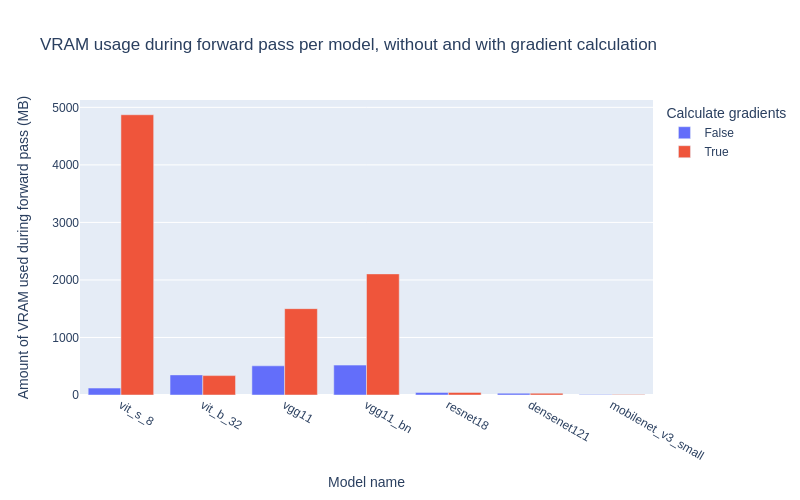 VRAM usage during forward pass per model, without and with gradient calculation
Amount of VRAM used during forward pass (MB)
5000
4000
3000
2000
1000
0
vit_s_8
vit_b_32
vgg11
vgg11_bn
resnet18
densenet121
mobilenet_v3_small
Model name
Calculate gradients
False
True